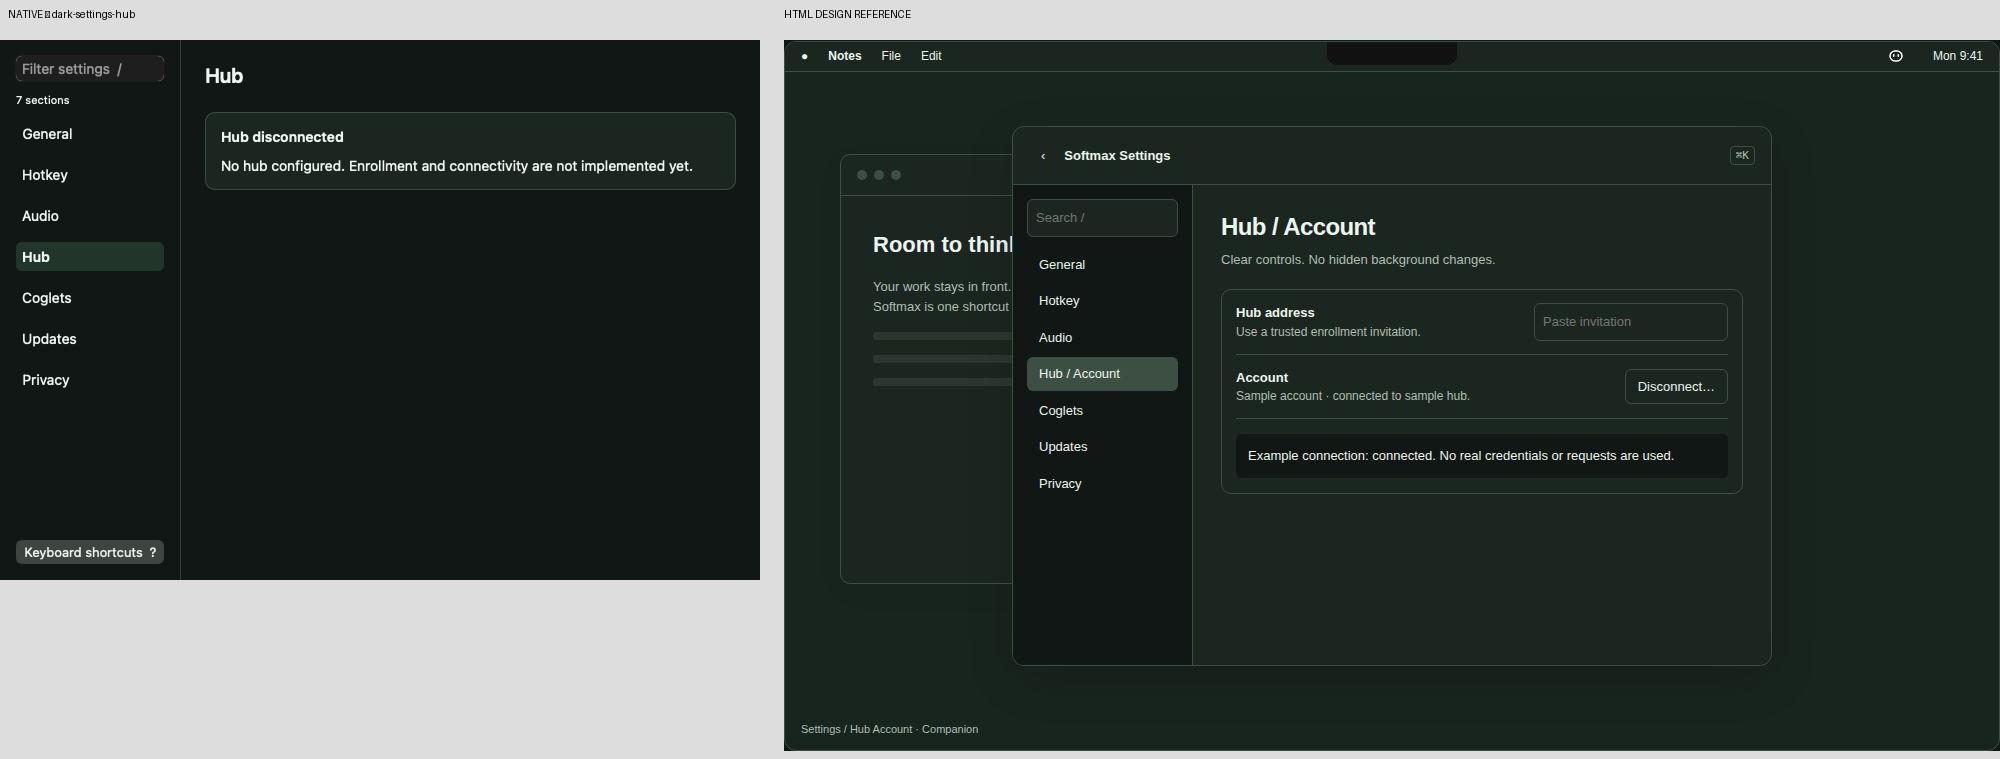 NATIVE dark-settings-hub
Filter settings /
7 sections
General
Hotkey
Audio
Hub
Coglets
Updates
Privacy
Keyboard shortcuts ?
Hub
Hub disconnected
No hub configured. Enrollment and connectivity are not implemented yet.
HTML DESIGN REFERENCE
Notes File Edit
Mon 9:41
Room to thin
Your work stays in front.
Softmax is one shortcut
‹ Softmax Settings
⌘K
Search /
General
Hotkey
Audio
Hub / Account
Coglets
Updates
Privacy
Hub / Account
Clear controls. No hidden background changes.
Hub address
Use a trusted enrollment invitation.
Paste invitation
Account
Sample account · connected to sample hub.
Disconnect…
Example connection: connected. No real credentials or requests are used.
Settings / Hub Account · Companion